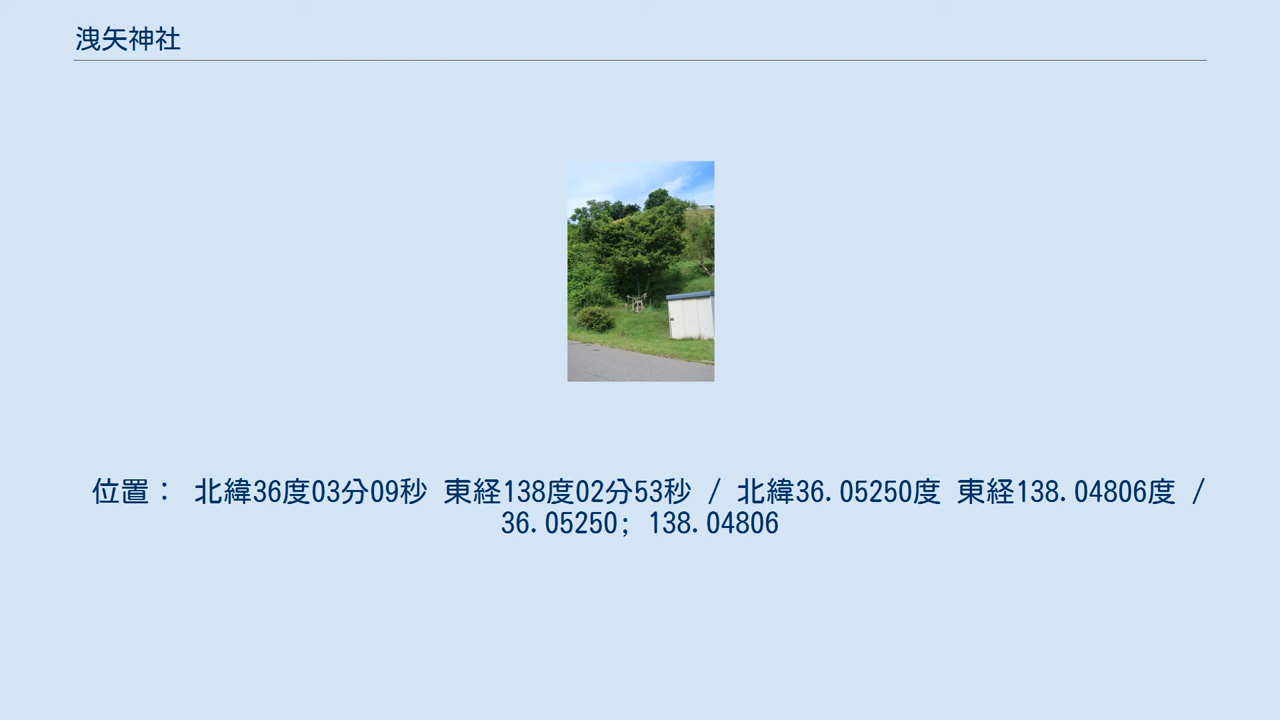 洩矢神社
位置： 北緯36度03分09秒 東経138度02分53秒 / 北緯36.05250度 東経138.04806度 /
36.05250; 138.04806